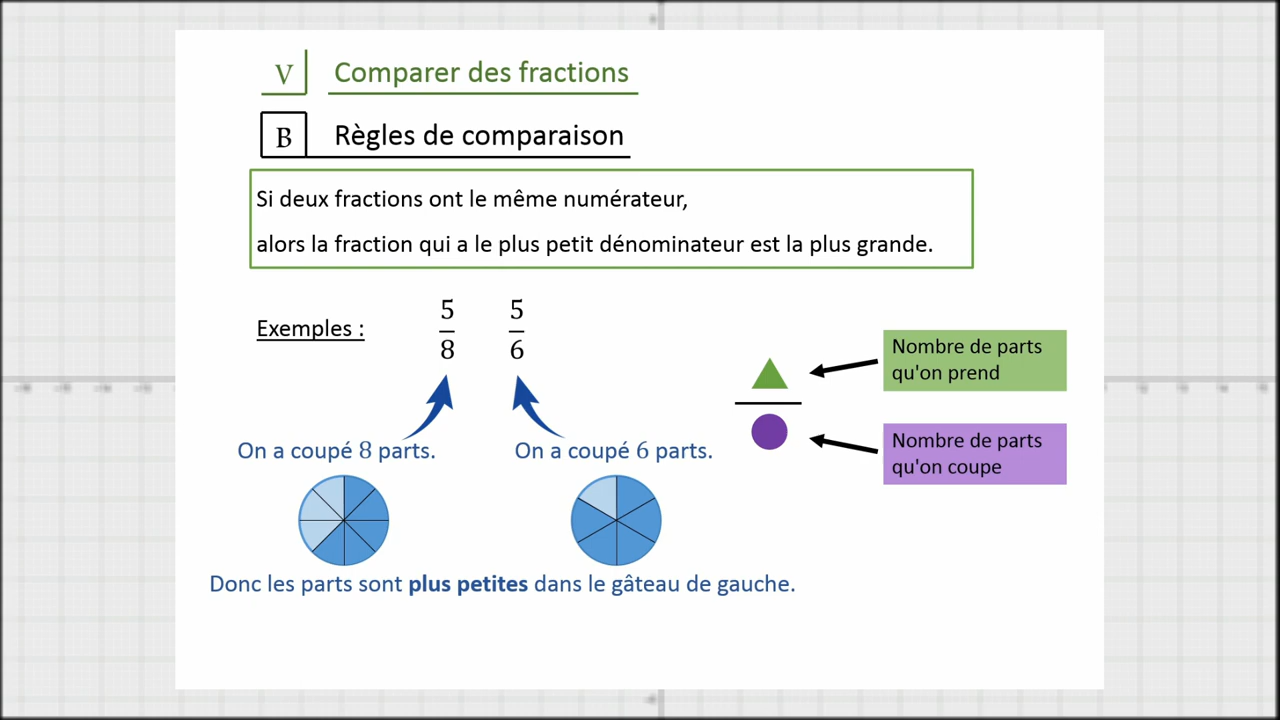 V Comparer des fractions
B Règles de comparaison
Si deux fractions ont le même numérateur,
alors la fraction qui a le plus petit dénominateur est la plus grande.
Exemples :
5/8 5/6
On a coupé 8 parts.
On a coupé 6 parts.
Donc les parts sont plus petites dans le gâteau de gauche.
Nombre de parts
qu'on prend
Nombre de parts
qu'on coupe